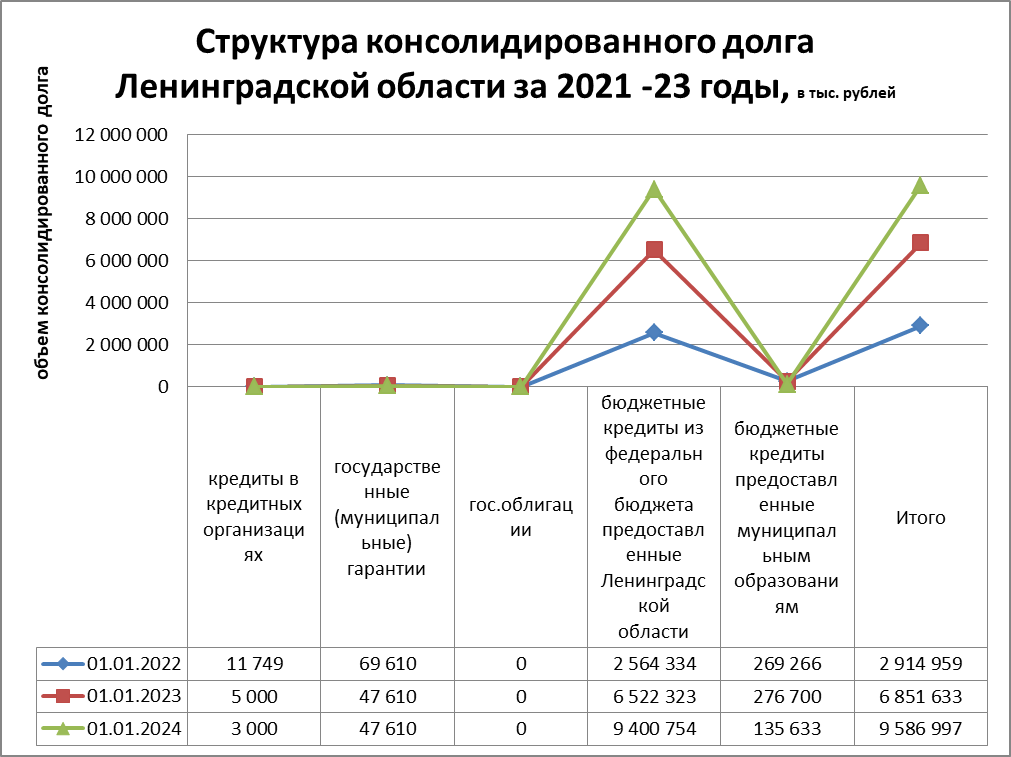 Структура консолидированного долга
Ленинградской области за 2021 -23 годы, в тыс. рублей
объем консолидированного долга
12 000 000
10 000 000
8 000 000
6 000 000
4 000 000
2 000 000
0
кредиты в
кредитных
организаци
ях
государстве
нные
(муниципал
ьные)
гарантии
гос.облигац
ии
бюджетные
кредиты из
федеральн
ого
бюджета
предоставл
енные
Ленинградс
кой
области
бюджетные
кредиты
предоставл
енные
муниципал
ьным
образовани
ям
Итого
01.01.2022 11 749 69 610 0 2 564 334 269 266 2 914 959
01.01.2023 5 000 47 610 0 6 522 323 276 700 6 851 633
01.01.2024 3 000 47 610 0 9 400 754 135 633 9 586 997